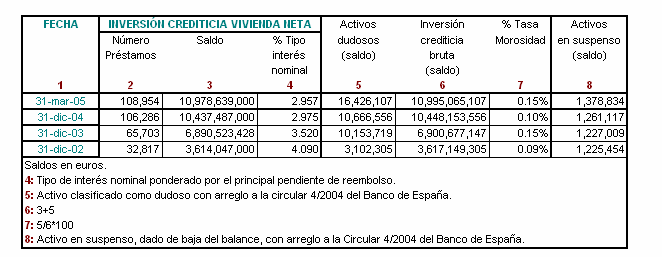 FECHA INVERSIÓN CREDITICIA VIVIENDA NETA Activos dudosos (saldo) Inversión crediticia bruta (saldo) % Tasa Morosidad Activos en suspenso (saldo)
Número Préstamos Saldo % Tipo interés nominal
1 2 3 4 5 6 7 8
31-mar-05 108,954 10,978,639,000 2.957 16,426,107 10,995,065,107 0.15% 1,378,834
31-dic-04 106,286 10,437,487,000 2.975 10,666,556 10,448,153,556 0.10% 1,261,117
31-dic-03 65,703 6,890,523,428 3.520 10,153,719 6,900,677,147 0.15% 1,227,009
31-dic-02 32,817 3,614,047,000 4.090 3,102,305 3,617,149,305 0.09% 1,225,454
Saldos en euros.
4: Tipo de interés nominal ponderado por el principal pendiente de reembolso.
5: Activo clasificado como dudoso con arreglo a la circular 4/2004 del Banco de España.
6: 3+5
7: 5/6*100
8: Activo en suspenso, dado de baja del balance, con arreglo a la Circular 4/2004 del Banco de España.